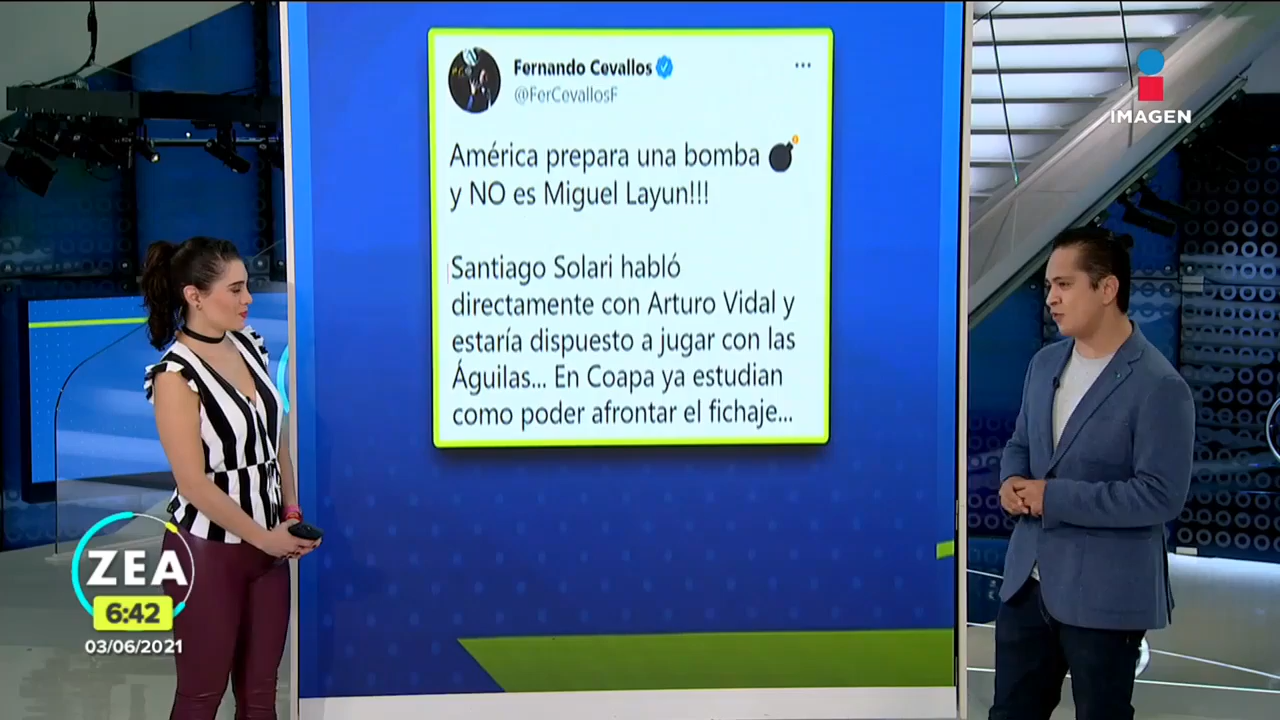 Fernando Cevallos
@FerCevallosF
América prepara una bomba
y NO es Miguel Layun!!!
Santiago Solari habló
directamente con Arturo Vidal y
estaría dispuesto a jugar con las
Águilas... En Coapa ya estudian
como poder afrontar el fichaje...
IMAGEN
ZEA
6:42
03/06/2021